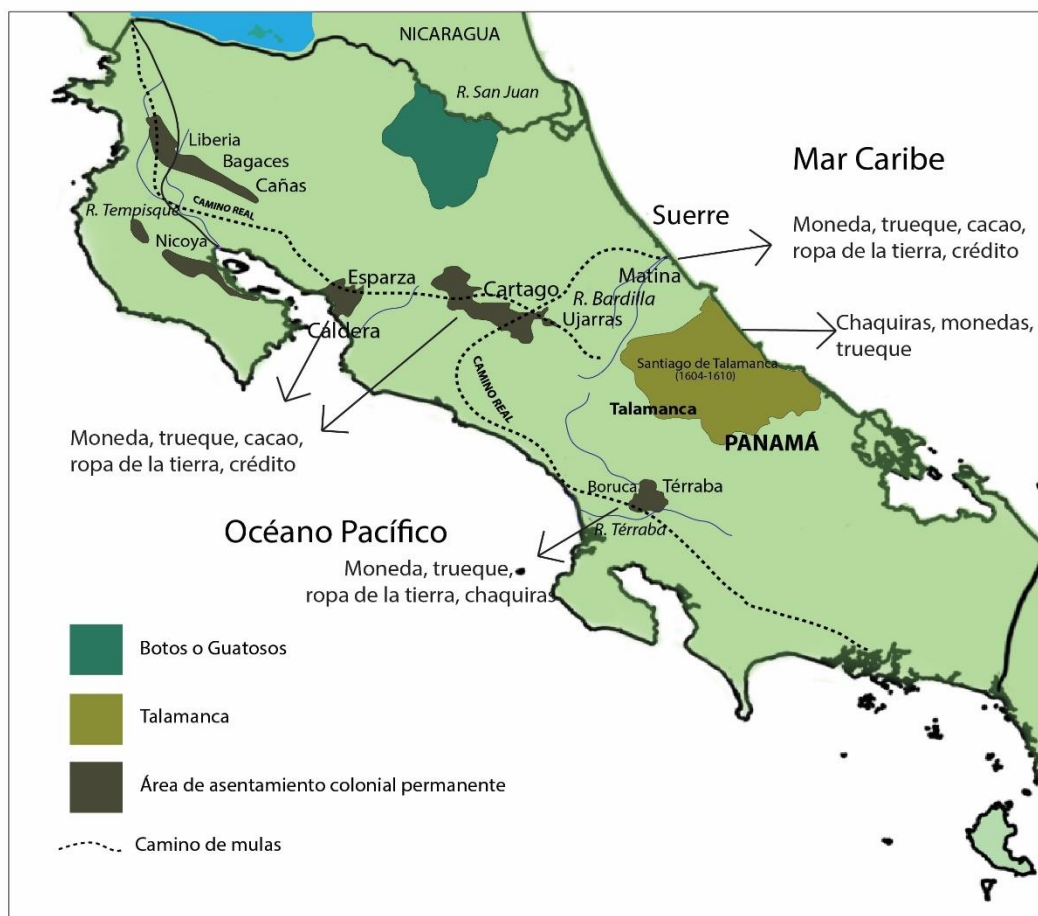 NICARAGUA
R. San Juan
Mar Caribe
Liberia
Bagaces
Cañas
CAMINO REAL
R. Tempisque
Nicoya
Suerre
Moneda, trueque, cacao,
ropa de la tierra, crédito
Esparza
Caldera
Cartago
Matina
R. Bardilla
Ujarras
Chaquiras, monedas,
trueque
Santiago de Talamanca
(1604-1610)
Talamanca
PANAMÁ
CAMINO REAL
Moneda, trueque, cacao,
ropa de la tierra, crédito
Boruca
Térraba
R. Térraba
Océano Pacífico
Moneda, trueque,
ropa de la tierra, chaquiras
Botos o Guatosos
Talamanca
Área de asentamiento colonial permanente
Camino de mulas